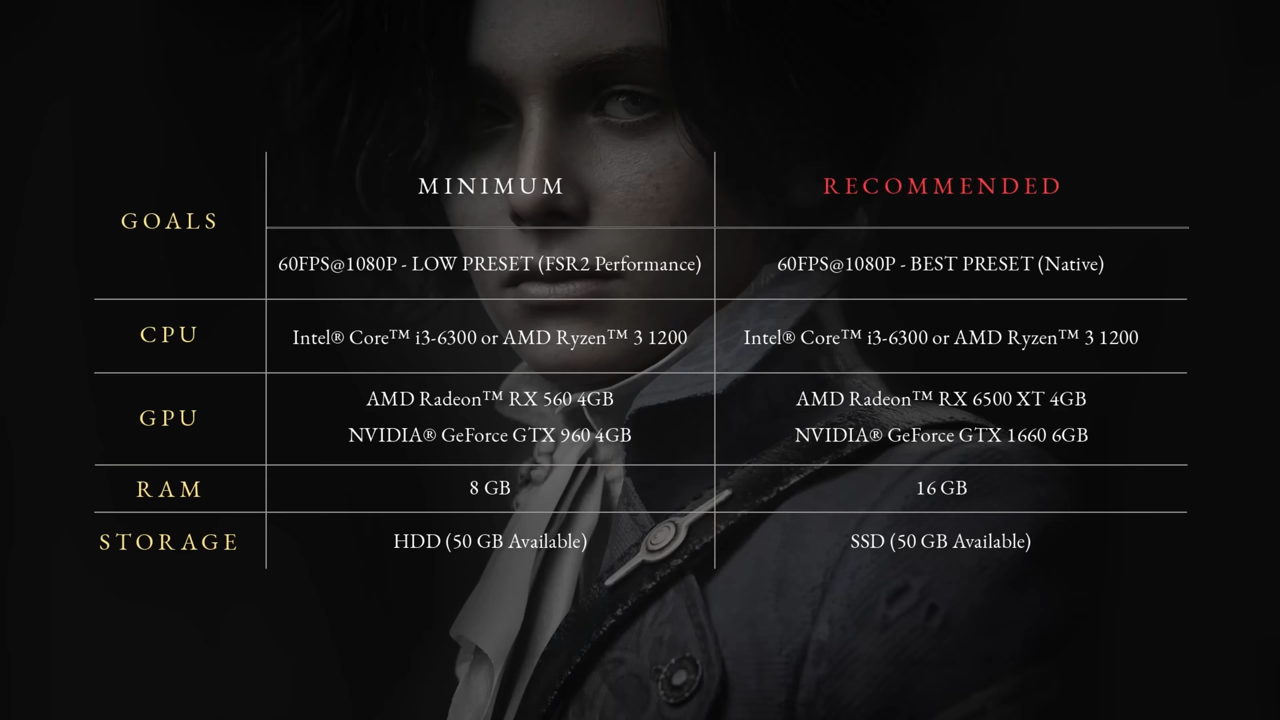 MINIMUM
RECOMMENDED
GOALS
60FPS@1080P - LOW PRESET (FSR2 Performance)
60FPS@1080P - BEST PRESET (Native)
CPU
Intel® Core™ i3-6300 or AMD Ryzen™ 3 1200
Intel® Core™ i3-6300 or AMD Ryzen™ 3 1200
GPU
AMD Radeon™ RX 560 4GB
NVIDIA® GeForce GTX 960 4GB
AMD Radeon™ RX 6500 XT 4GB
NVIDIA® GeForce GTX 1660 6GB
RAM
8 GB
16 GB
STORAGE
HDD (50 GB Available)
SSD (50 GB Available)